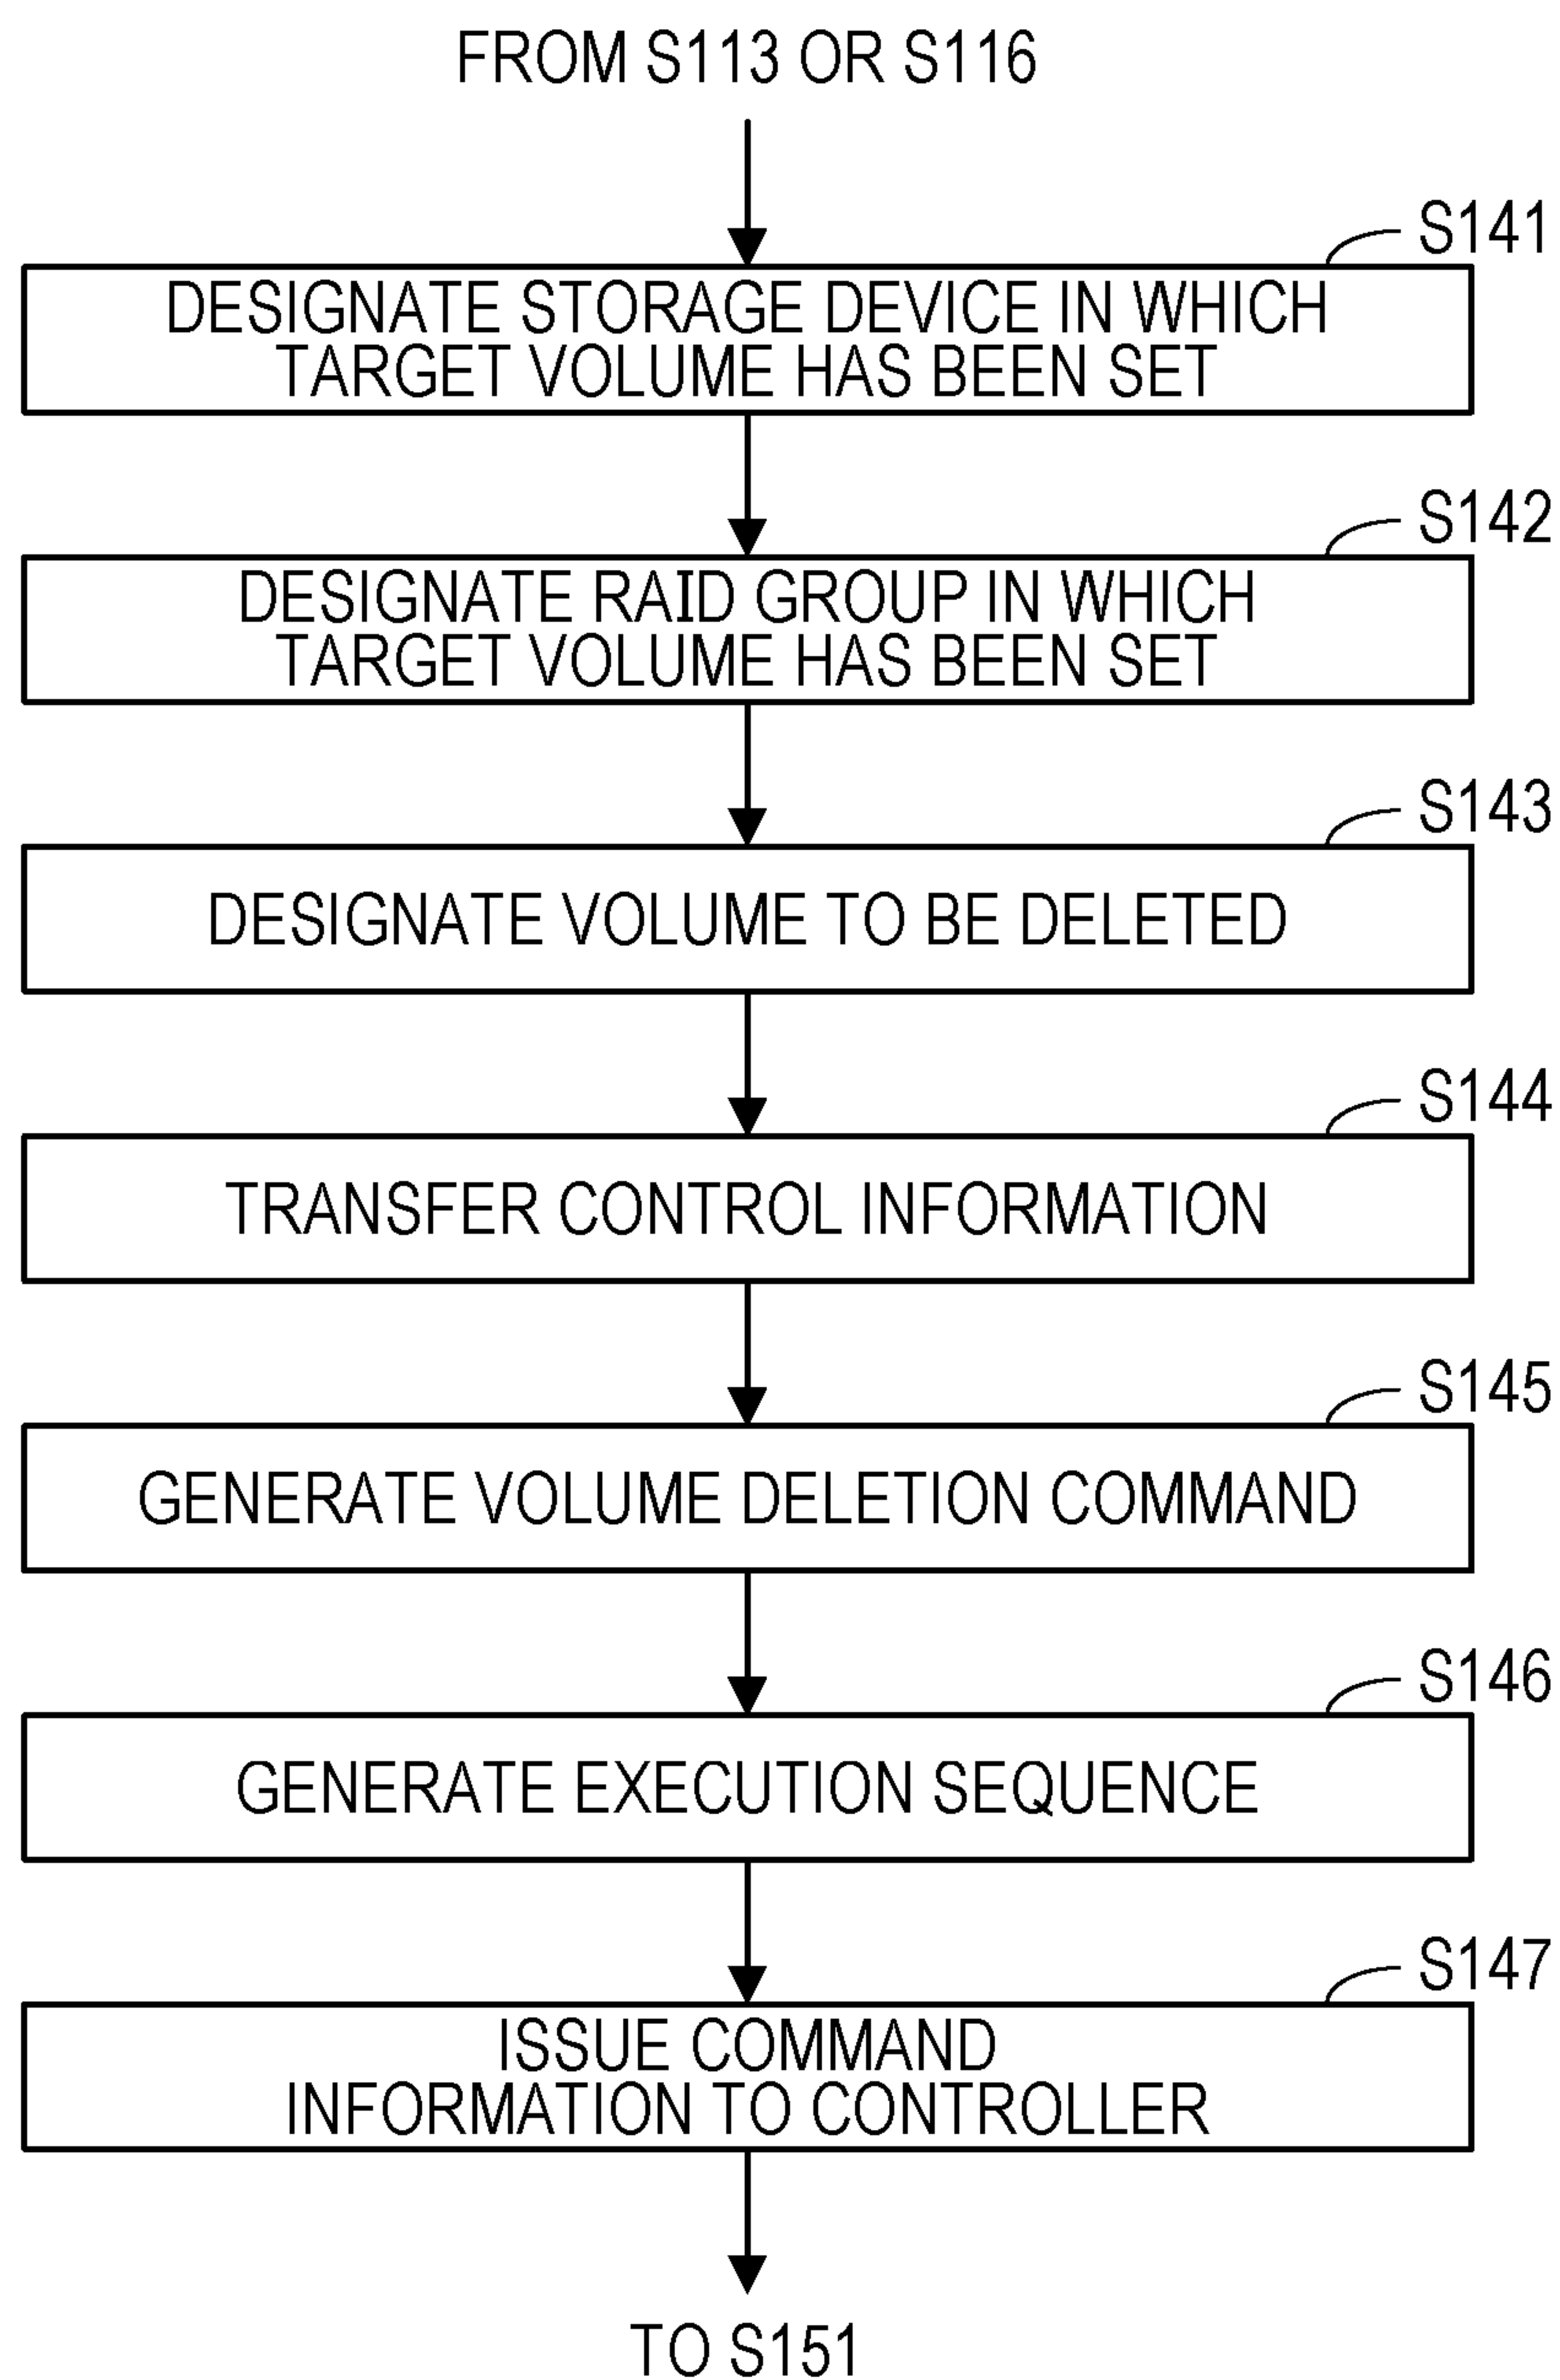 FROM S113 OR S116
S141
DESIGNATE STORAGE DEVICE IN WHICH
TARGET VOLUME HAS BEEN SET
S142
DESIGNATE RAID GROUP IN WHICH
TARGET VOLUME HAS BEEN SET
S143
DESIGNATE VOLUME TO BE DELETED
S144
TRANSFER CONTROL INFORMATION
S145
GENERATE VOLUME DELETION COMMAND
S146
GENERATE EXECUTION SEQUENCE
S147
ISSUE COMMAND
INFORMATION TO CONTROLLER
TO S151